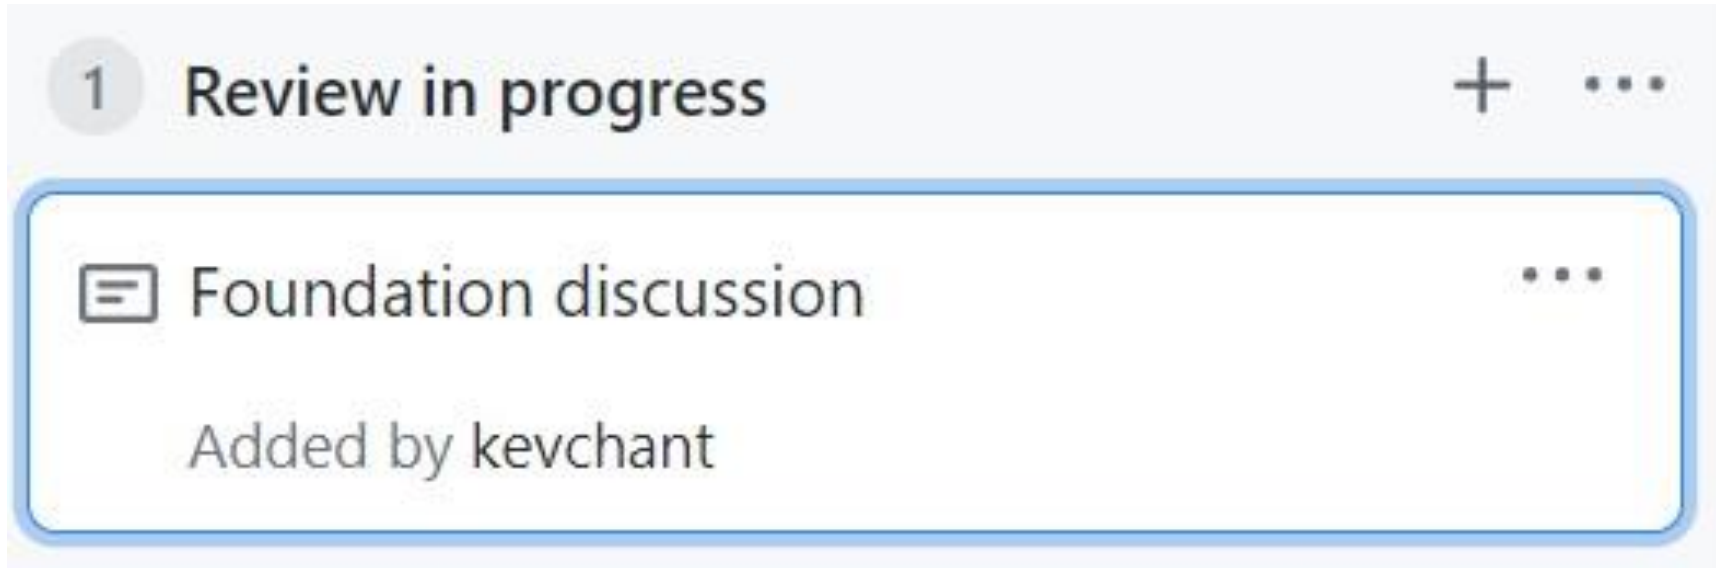 1 Review in progress
Foundation discussion
Added by kevchant